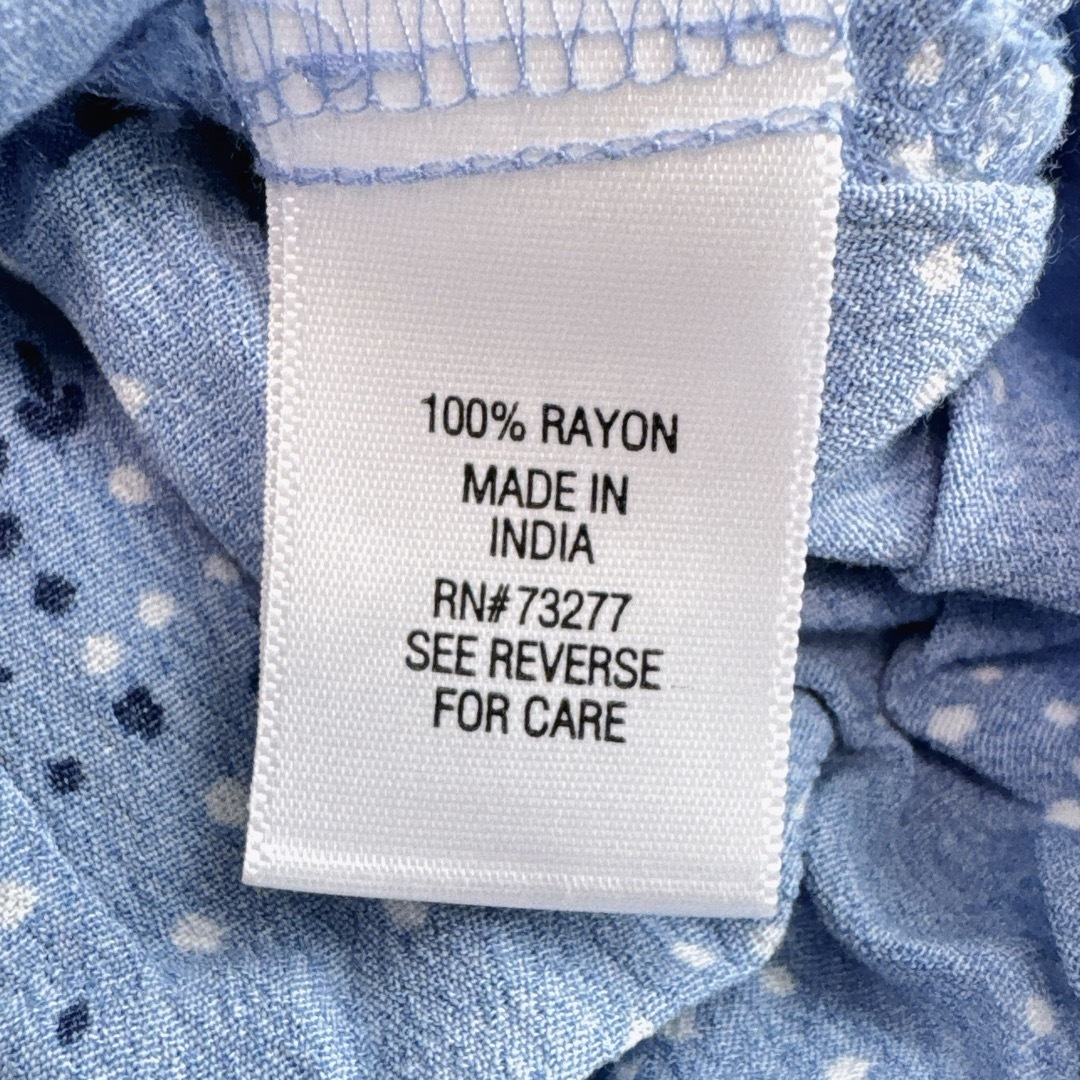 100% RAYON
MADE IN
INDIA
RN#73277
SEE REVERSE
FOR CARE